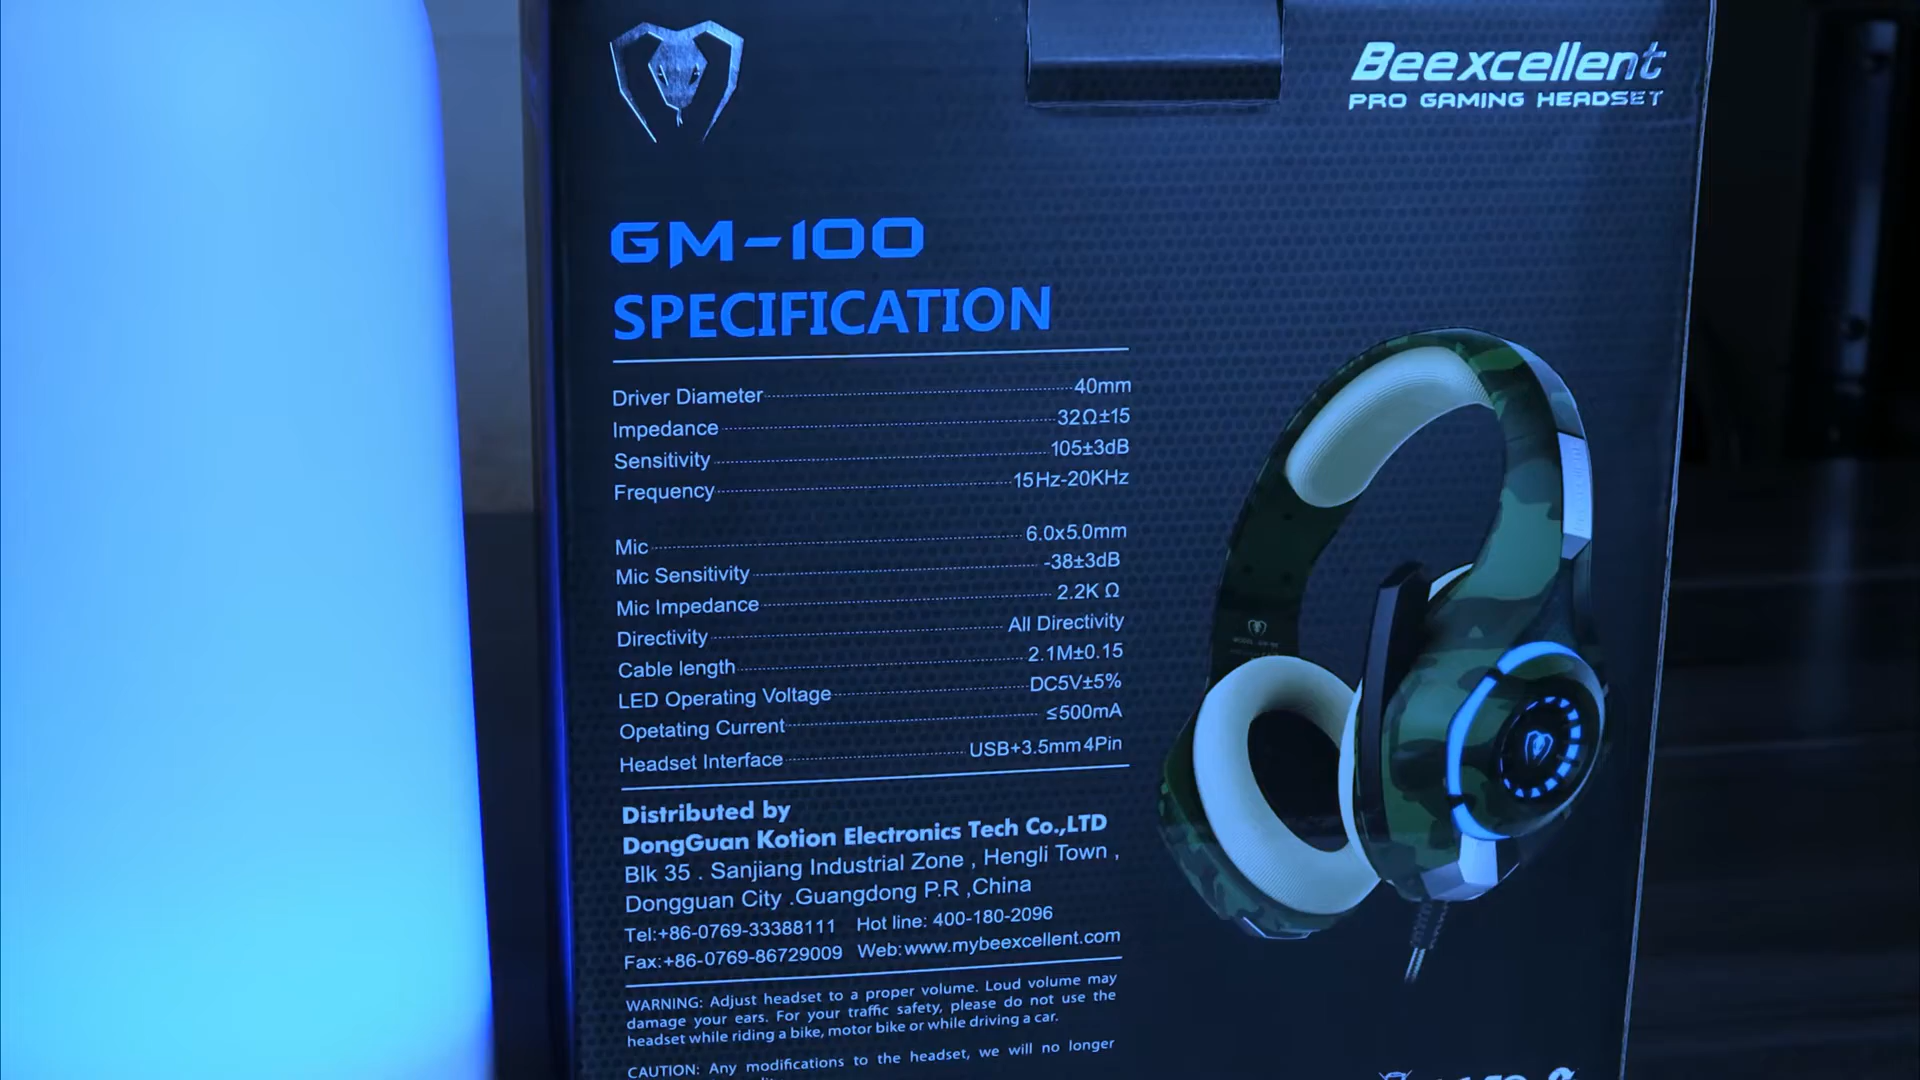 Beexcellent
PRO GAMING HEADSET
GM-100
SPECIFICATION
Driver Diameter 40mm
Impedance 32Ω±15
Sensitivity 105±3dB
Frequency 15Hz-20KHz
Mic 6.0x5.0mm
Mic Sensitivity -38±3dB
Mic Impedance 2.2K Ω
Directivity All Directivity
Cable length 2.1M±0.15
LED Operating Voltage DC5V±5%
Opetating Current ≤500mA
Headset Interface USB+3.5mm 4Pin
Distributed by
DongGuan Kotion Electronics Tech Co.,LTD
Blk 35 . Sanjiang Industrial Zone , Hengli Town ,
Dongguan City .Guangdong P.R ,China
Tel:+86-0769-33388111 Hot line: 400-180-2096
Fax:+86-0769-86729009 Web:www.mybeexcellent.com
WARNING: Adjust headset to a proper volume. Loud volume may
damage your ears. For your traffic safety, please do not use the
headset while riding a bike, motor bike or while driving a car.
CAUTION: Any modifications to the headset, we will no longer